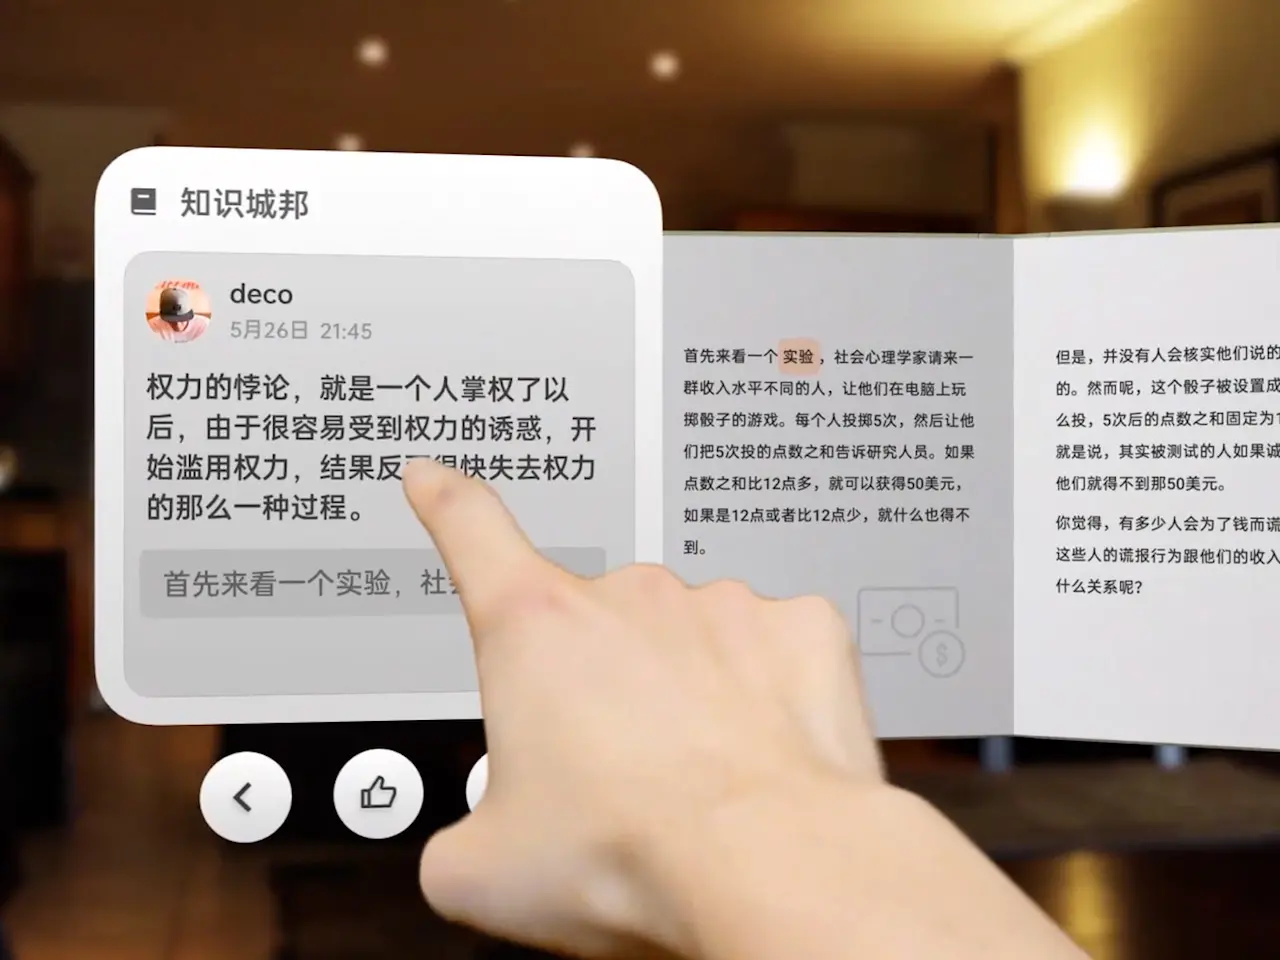 知识城邦
deco
5月26日 21:45
权力的悖论，就是一个人掌权了以
后，由于很容易受到权力的诱惑，开
始滥用权力，结果反 快失去权力
的那么一种过程。
首先来看一个实验，社
首先来看一个 实验 ，社会心理学家请来一
群收入水平不同的人，让他们在电脑上玩
掷骰子的游戏。每个人投掷5次，然后让他
们把5次投的点数之和告诉研究人员。如果
点数之和比12点多，就可以获得50美元，
如果是12点或者比12点少，就什么也得不
到。
但是，并没有人会核实他们说的
的。然而呢，这个骰子被设置成
么投，5次后的点数之和固定为
就是说，其实被测试的人如果诚
他们就得不到那50美元。
你觉得，有多少人会为了钱而谎
这些人的谎报行为跟他们的收入
什么关系呢？